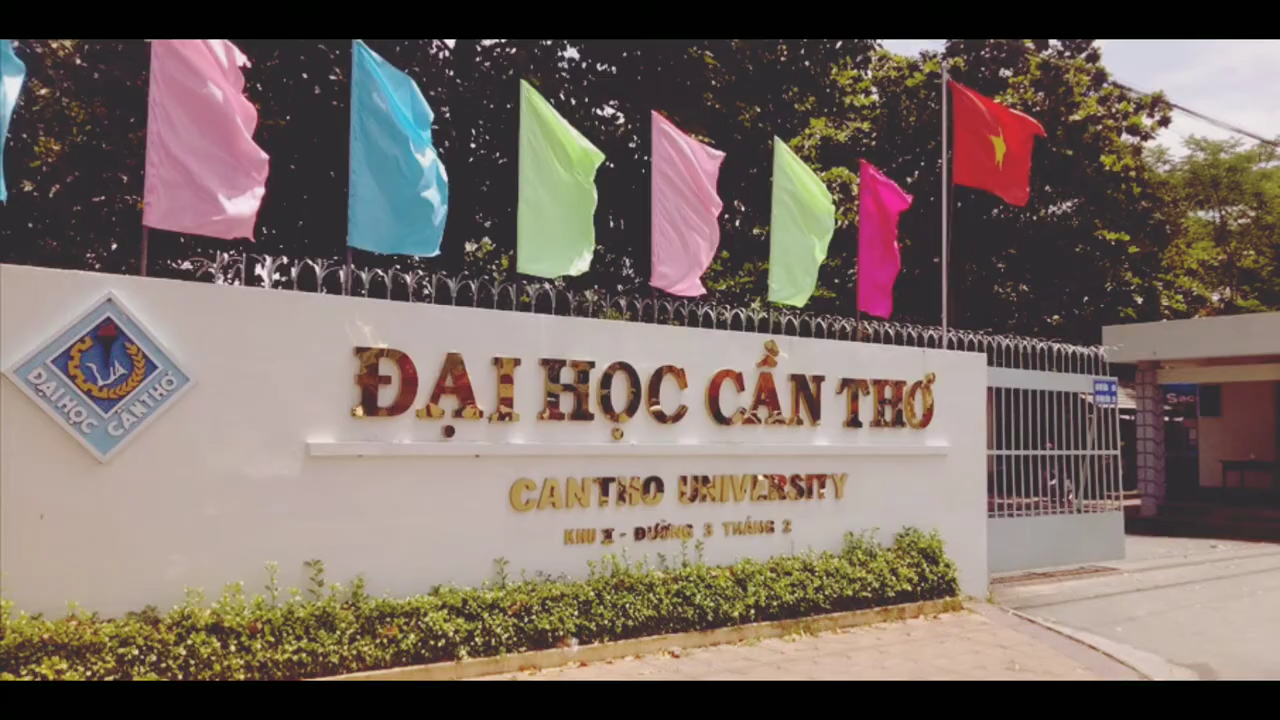 ĐẠI HỌC
CẦN THƠ
ĐẠI HỌC CẦN THƠ
CANTHO UNIVERSITY
KHU II - ĐƯỜNG 3 THÁNG 2